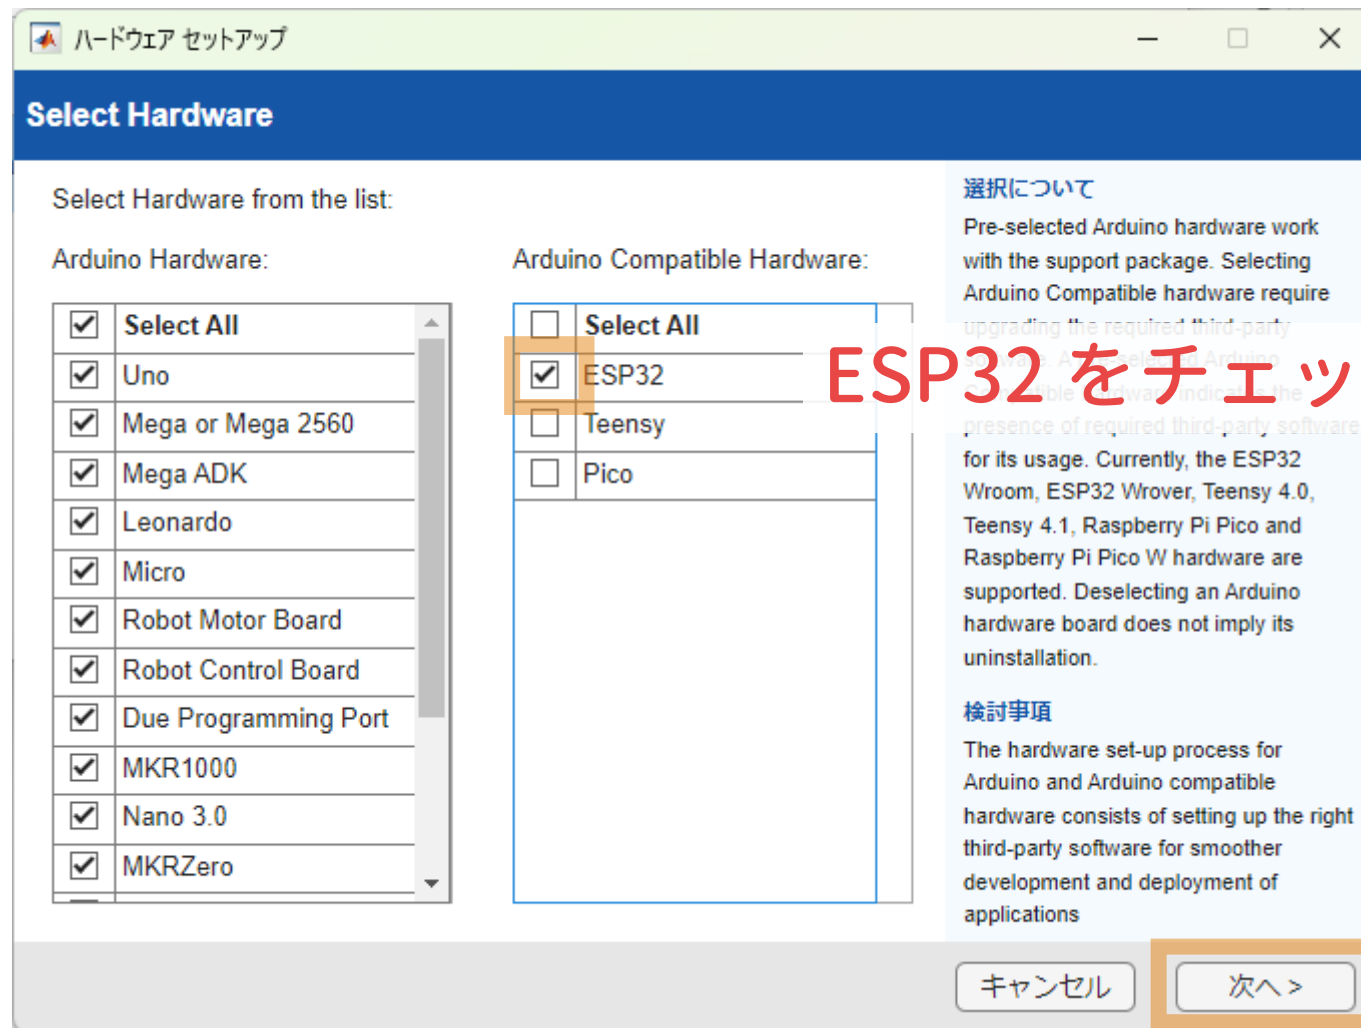 ハードウェア セットアップ
Select Hardware
Select Hardware from the list:
Arduino Hardware:
Select All
Uno
Mega or Mega 2560
Mega ADK
Leonardo
Micro
Robot Motor Board
Robot Control Board
Due Programming Port
MKR1000
Nano 3.0
MKRZero
Arduino Compatible Hardware:
Select All
ESP32
Teensy
Pico
ESP32 をチェッ
選択について
Pre-selected Arduino hardware work
with the support package. Selecting
Arduino Compatible hardware require
upgrading the required third-party
presence of required third-party software
for its usage. Currently, the ESP32
Wroom, ESP32 Wrover, Teensy 4.0,
Teensy 4.1, Raspberry Pi Pico and
Raspberry Pi Pico W hardware are
supported. Deselecting an Arduino
hardware board does not imply its
uninstallation.
検討事項
The hardware set-up process for
Arduino and Arduino compatible
hardware consists of setting up the right
third-party software for smoother
development and deployment of
applications
キャンセル
次へ >